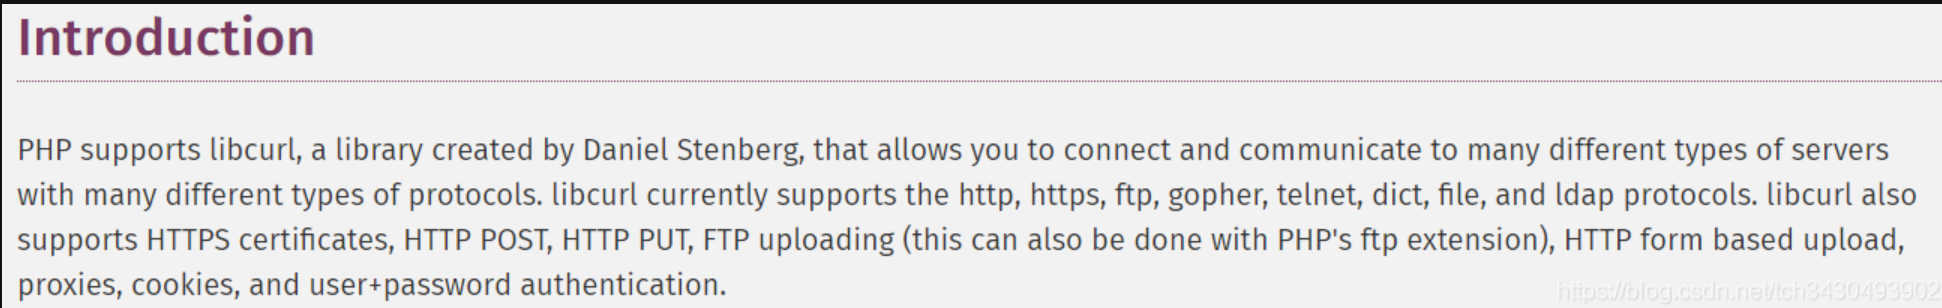 Introduction
PHP supports libcurl, a library created by Daniel Stenberg, that allows you to connect and communicate to many different types of servers
with many different types of protocols. libcurl currently supports the http, https, ftp, gopher, telnet, dict, file, and ldap protocols. libcurl also
supports HTTPS certificates, HTTP POST, HTTP PUT, FTP uploading (this can also be done with PHP's ftp extension), HTTP form based upload,
proxies, cookies, and user+password authentication.
https://blog.csdn.net/tch3430493902